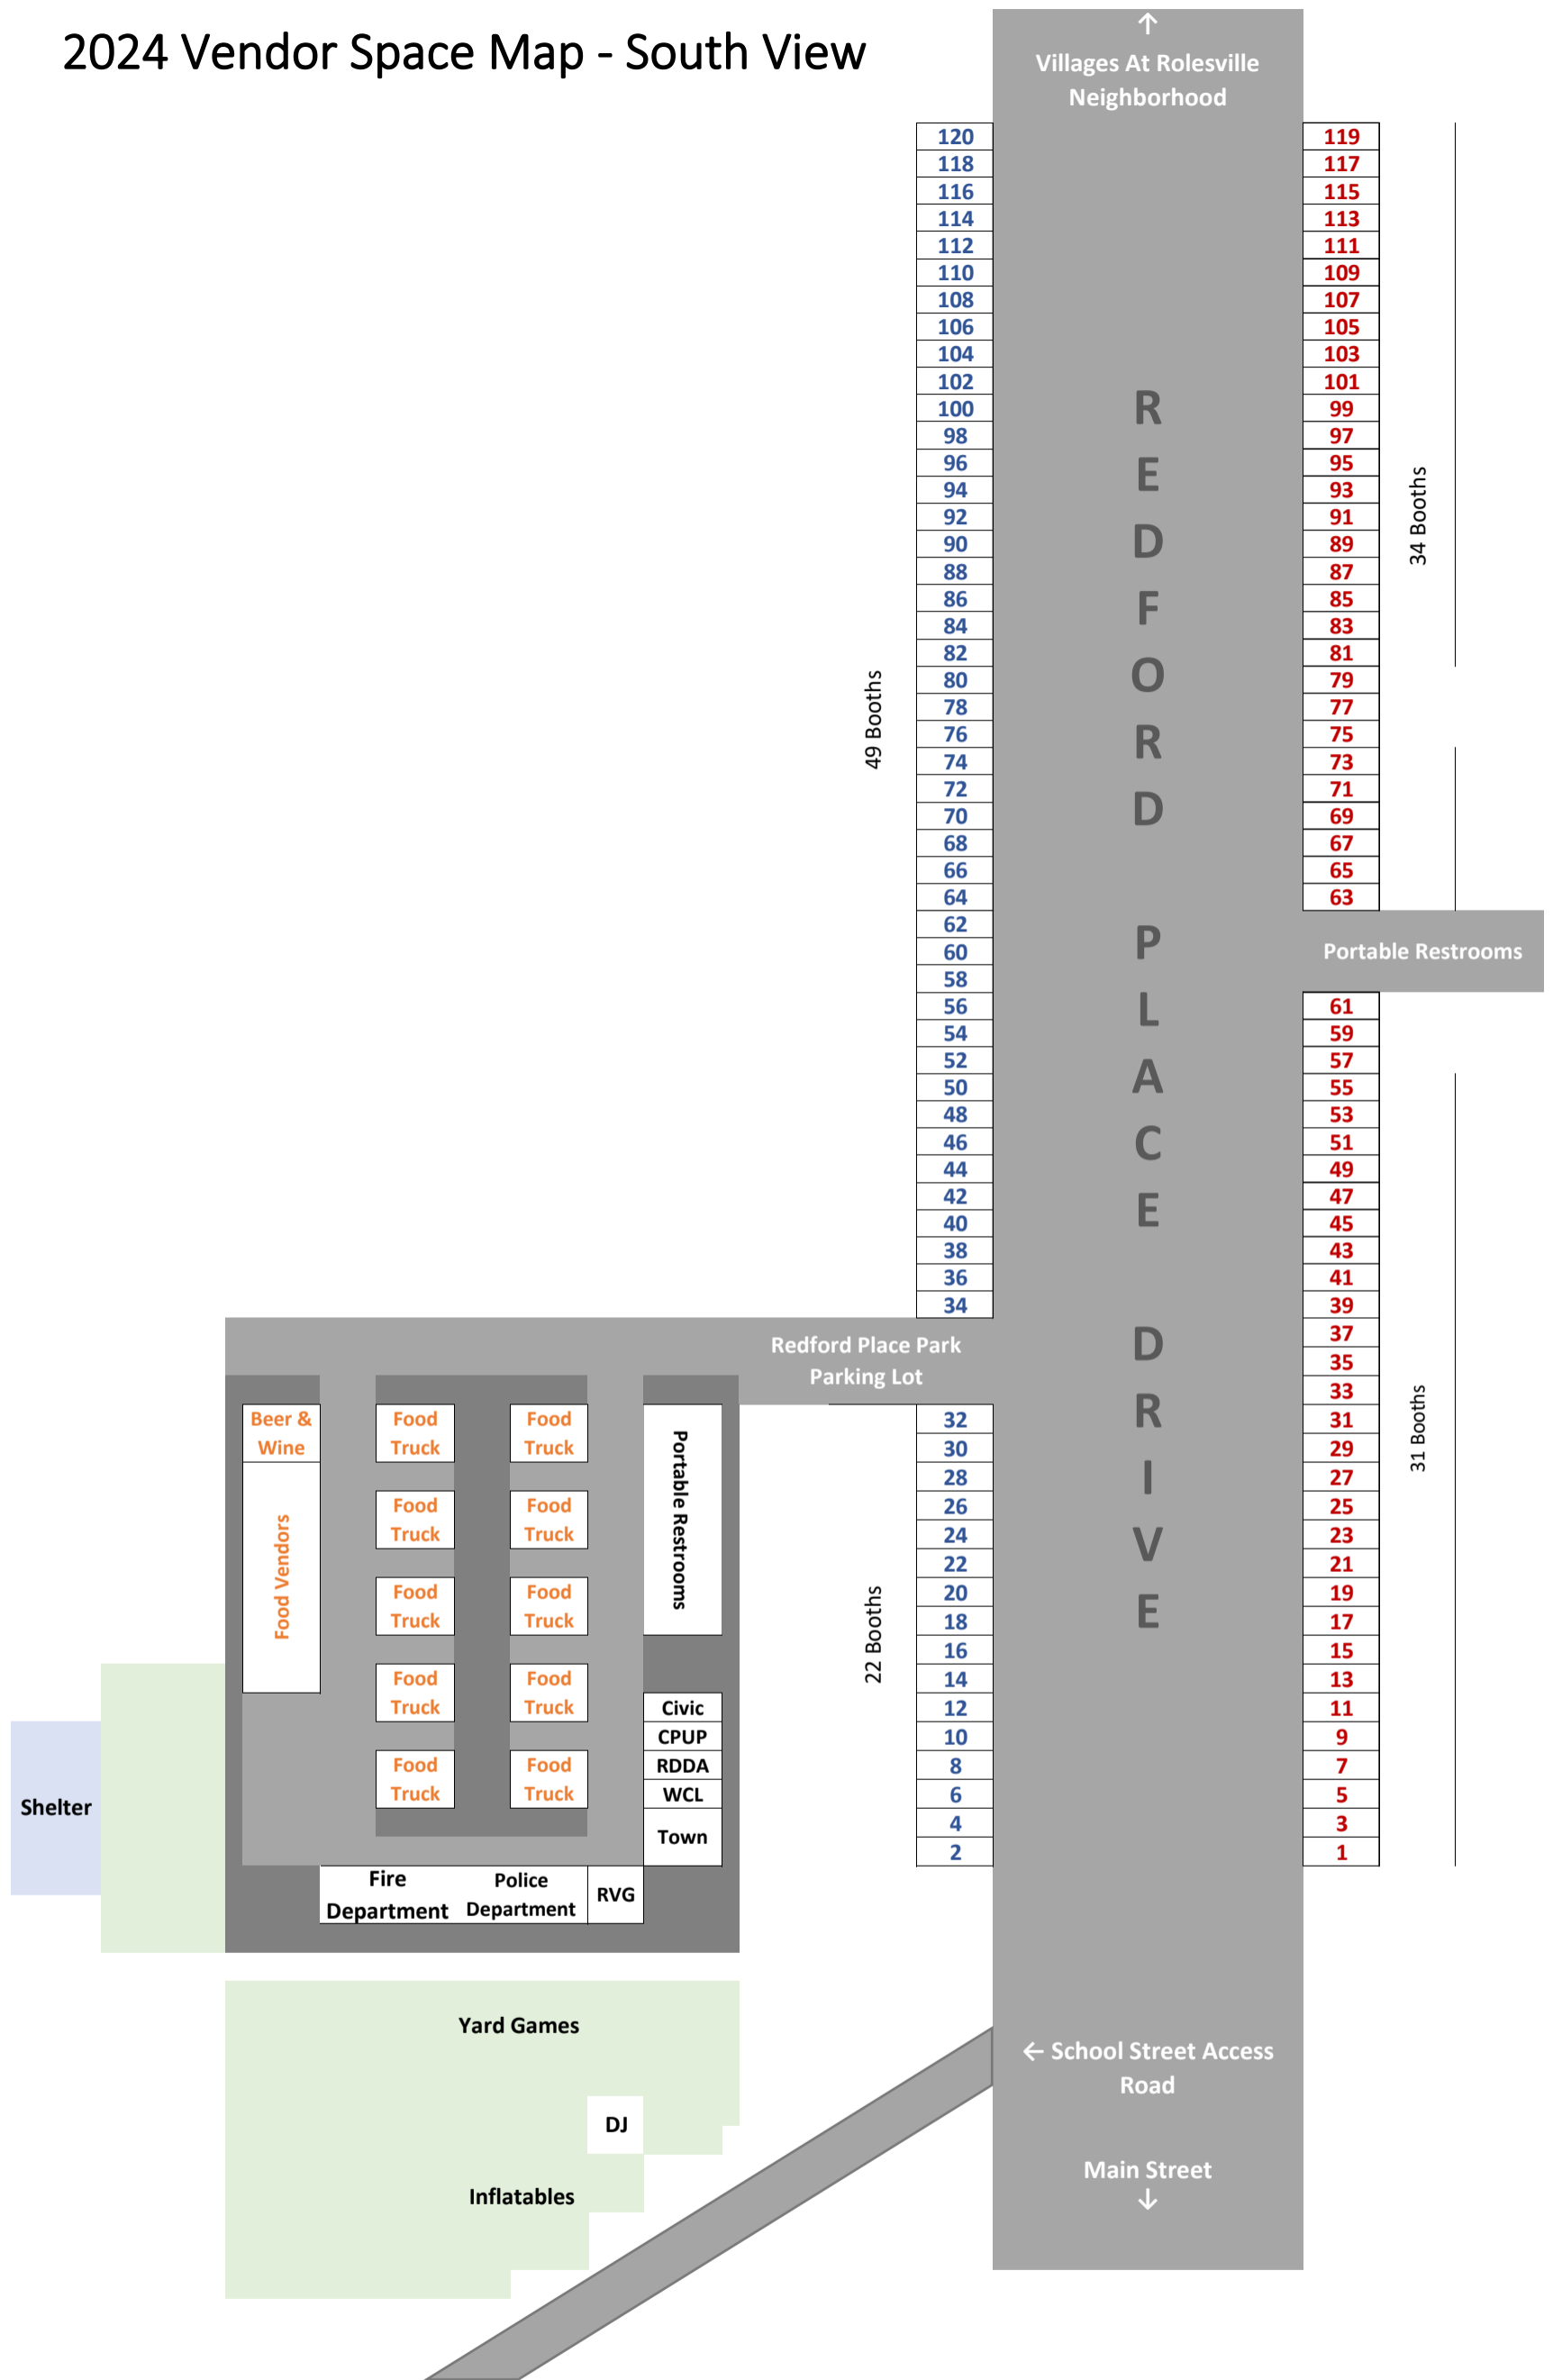 2024 Vendor Space Map - South View
↑
Villages At Rolesville
Neighborhood
120
118
116
114
112
110
108
106
104
102
100
98
96
94
92
90
88
86
84
82
80
78
76
74
72
70
68
66
64
62
60
58
56
54
52
50
48
46
44
42
40
38
36
34
49 Booths
119
117
115
113
111
109
107
105
103
101
99
97
95
93
91
89
87
85
83
81
79
77
75
73
71
69
67
65
63
34 Booths
REDFORD PLACE DRIVE
Portable Restrooms
61
59
57
55
53
51
49
47
45
43
41
39
37
35
33
31
29
27
25
23
21
19
17
15
13
11
9
7
5
3
1
31 Booths
Redford Place Park
Parking Lot
32
30
28
26
24
22
20
18
16
14
12
10
8
6
4
2
22 Booths
Beer &
Wine
Food Vendors
Food
Truck
Food
Truck
Food
Truck
Food
Truck
Food
Truck
Food
Truck
Food
Truck
Food
Truck
Food
Truck
Food
Truck
Portable Restrooms
Civic
CPUP
RDDA
WCL
Town
Fire
Department
Police
Department
RVG
Shelter
Yard Games
DJ
Inflatables
← School Street Access
Road
Main Street
↓